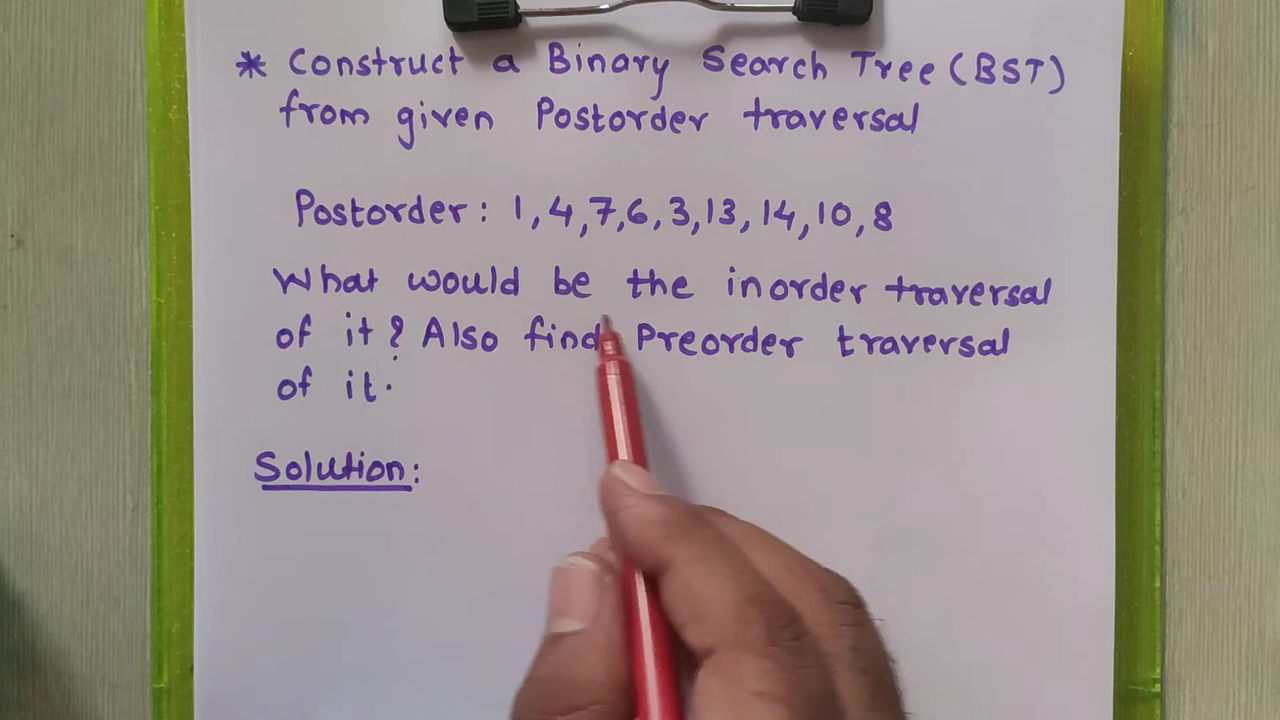 * Construct a Binary Search Tree (BST)
from given Postorder traversal
Postorder: 1, 4, 7, 6, 3, 13, 14, 10, 8
What would be the inorder traversal
of it? Also find Preorder traversal
of it.
Solution: